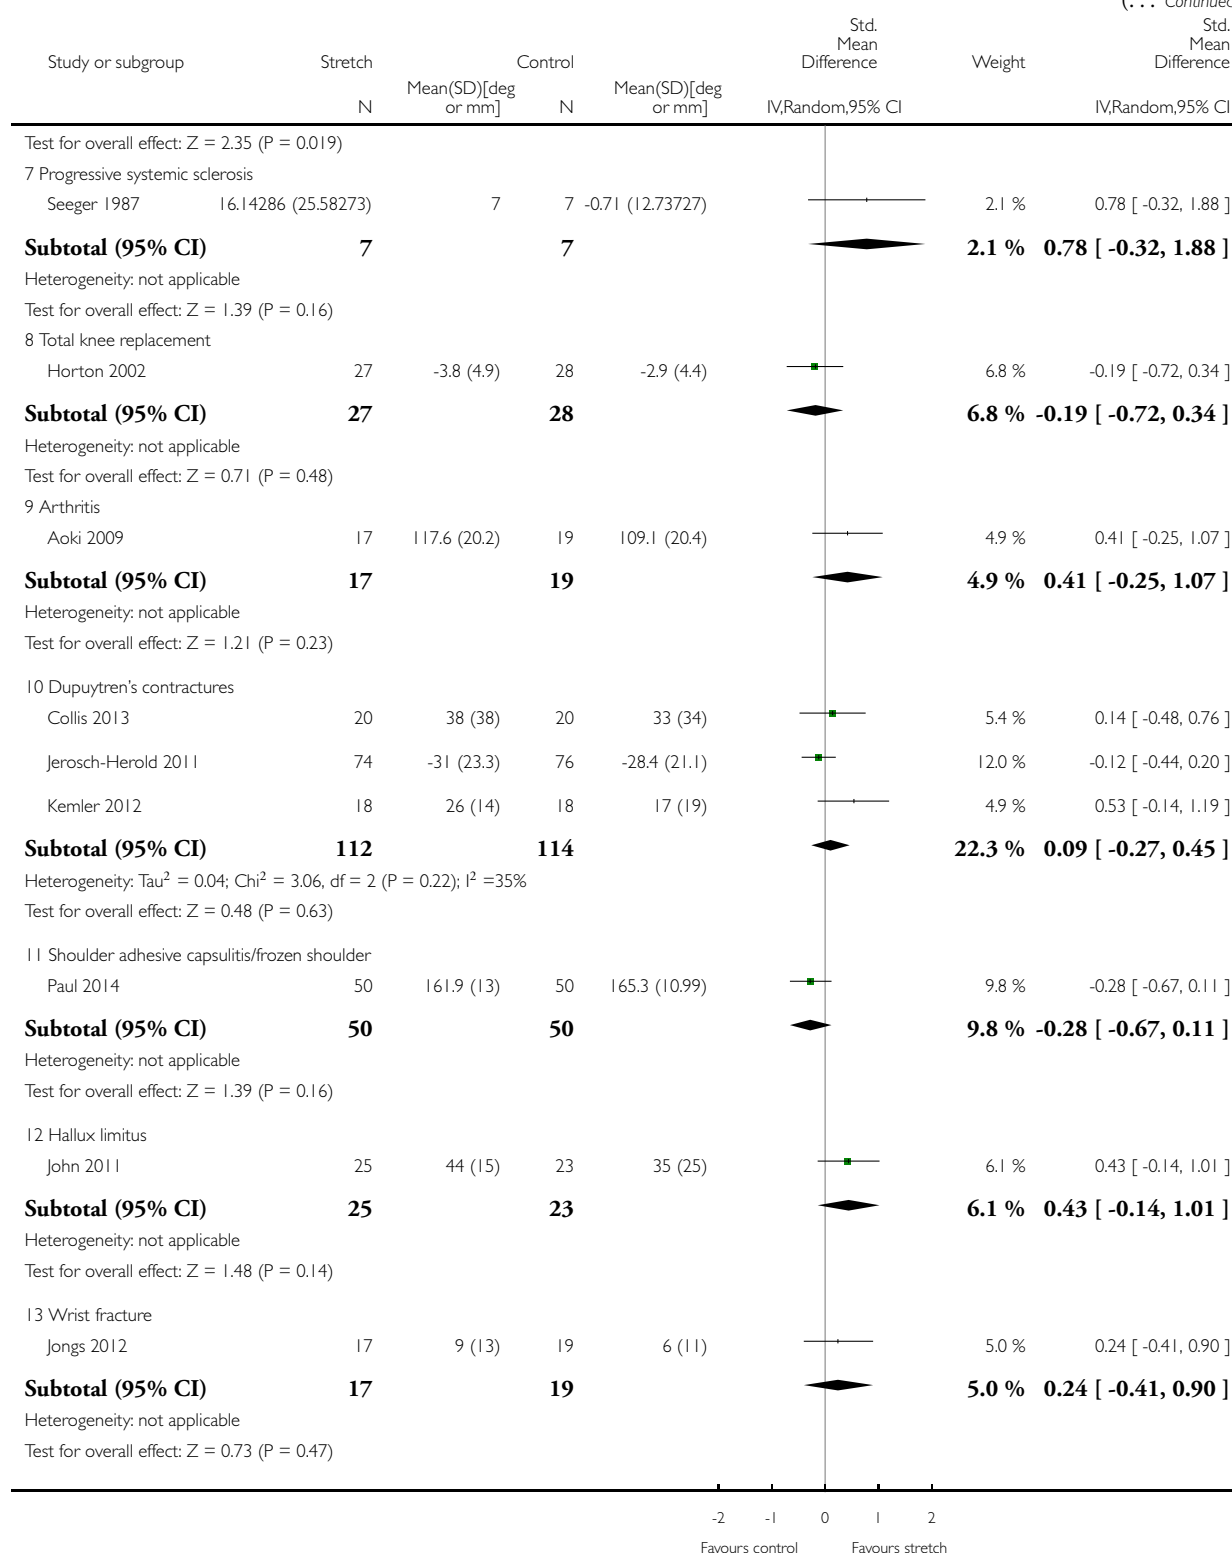 (... Continued
Study or subgroup Stretch Control Std. Mean Difference Weight Std. Mean Difference
N Mean(SD)[deg or mm] N Mean(SD)[deg or mm] IV,Random,95% CI IV,Random,95% CI
Test for overall effect: Z = 2.35 (P = 0.019)
7 Progressive systemic sclerosis
Seeger 1987 16.14286 (25.58273) 7 7 -0.71 (12.73727) 2.1 % 0.78 [ -0.32, 1.88 ]
Subtotal (95% CI) 7 7 2.1 % 0.78 [ -0.32, 1.88 ]
Heterogeneity: not applicable
Test for overall effect: Z = 1.39 (P = 0.16)
8 Total knee replacement
Horton 2002 27 -3.8 (4.9) 28 -2.9 (4.4) 6.8 % -0.19 [ -0.72, 0.34 ]
Subtotal (95% CI) 27 28 6.8 % -0.19 [ -0.72, 0.34 ]
Heterogeneity: not applicable
Test for overall effect: Z = 0.71 (P = 0.48)
9 Arthritis
Aoki 2009 17 117.6 (20.2) 19 109.1 (20.4) 4.9 % 0.41 [ -0.25, 1.07 ]
Subtotal (95% CI) 17 19 4.9 % 0.41 [ -0.25, 1.07 ]
Heterogeneity: not applicable
Test for overall effect: Z = 1.21 (P = 0.23)
10 Dupuytren's contractures
Collis 2013 20 38 (38) 20 33 (34) 5.4 % 0.14 [ -0.48, 0.76 ]
Jerosch-Herold 2011 74 -31 (23.3) 76 -28.4 (21.1) 12.0 % -0.12 [ -0.44, 0.20 ]
Kemler 2012 18 26 (14) 18 17 (19) 4.9 % 0.53 [ -0.14, 1.19 ]
Subtotal (95% CI) 112 114 22.3 % 0.09 [ -0.27, 0.45 ]
Heterogeneity: Tau² = 0.04; Chi² = 3.06, df = 2 (P = 0.22); I² =35%
Test for overall effect: Z = 0.48 (P = 0.63)
11 Shoulder adhesive capsulitis/frozen shoulder
Paul 2014 50 161.9 (13) 50 165.3 (10.99) 9.8 % -0.28 [ -0.67, 0.11 ]
Subtotal (95% CI) 50 50 9.8 % -0.28 [ -0.67, 0.11 ]
Heterogeneity: not applicable
Test for overall effect: Z = 1.39 (P = 0.16)
12 Hallux limitus
John 2011 25 44 (15) 23 35 (25) 6.1 % 0.43 [ -0.14, 1.01 ]
Subtotal (95% CI) 25 23 6.1 % 0.43 [ -0.14, 1.01 ]
Heterogeneity: not applicable
Test for overall effect: Z = 1.48 (P = 0.14)
13 Wrist fracture
Jongs 2012 17 9 (13) 19 6 (11) 5.0 % 0.24 [ -0.41, 0.90 ]
Subtotal (95% CI) 17 19 5.0 % 0.24 [ -0.41, 0.90 ]
Heterogeneity: not applicable
Test for overall effect: Z = 0.73 (P = 0.47)
-2 -1 0 1 2
Favours control Favours stretch